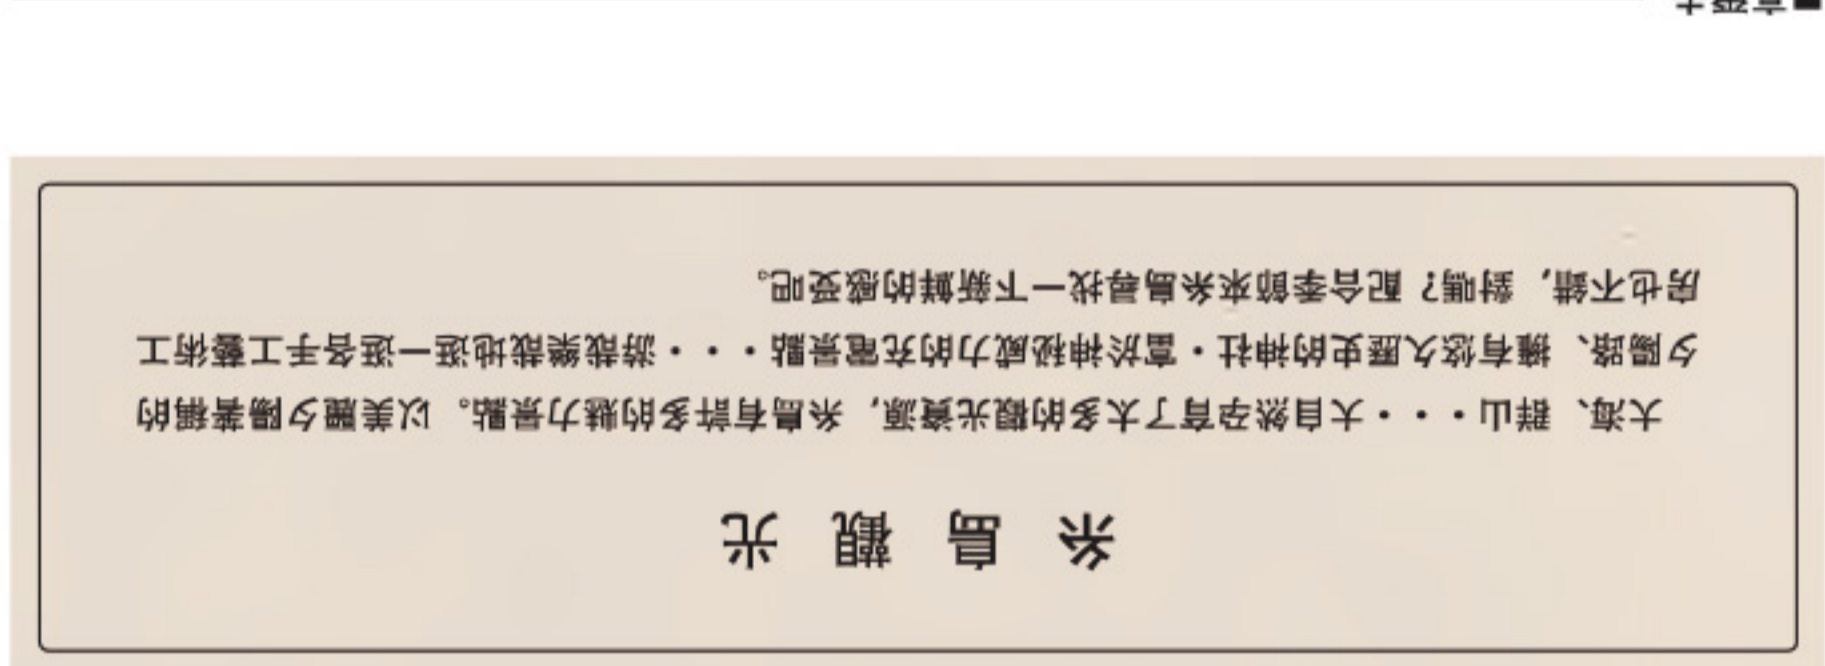 糸島觀光
大海、群山・・・大自然孕育了太多的觀光資源，糸島有許多的魅力景點。以美麗夕陽著稱的
夕陽路、擁有悠久歷史的神社・富於神秘威力的充電景點・・・游哉樂哉地逛一逛各手工藝術工
房也不錯，對嗎？配合季節來糸島尋找一下新鮮的感受吧。